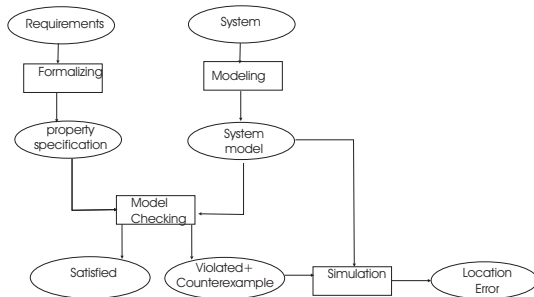 Requirements
System
Formalizing
Modeling
property
specification
System
model
Model
Checking
Satisfied
Violated+
Counterexample
Simulation
Location
Error